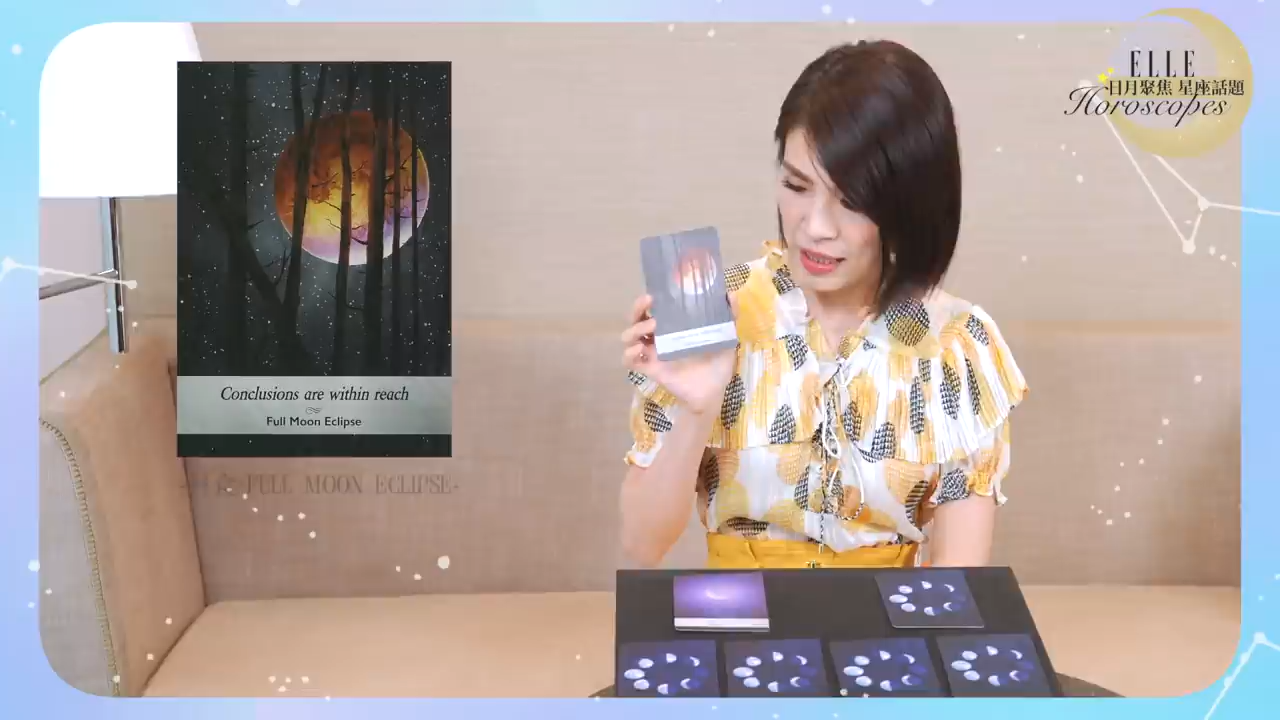 ELLE
日月聚焦 星座話題
Horoscopes
Conclusions are within reach
Full Moon Eclipse
FULL MOON ECLIPSE